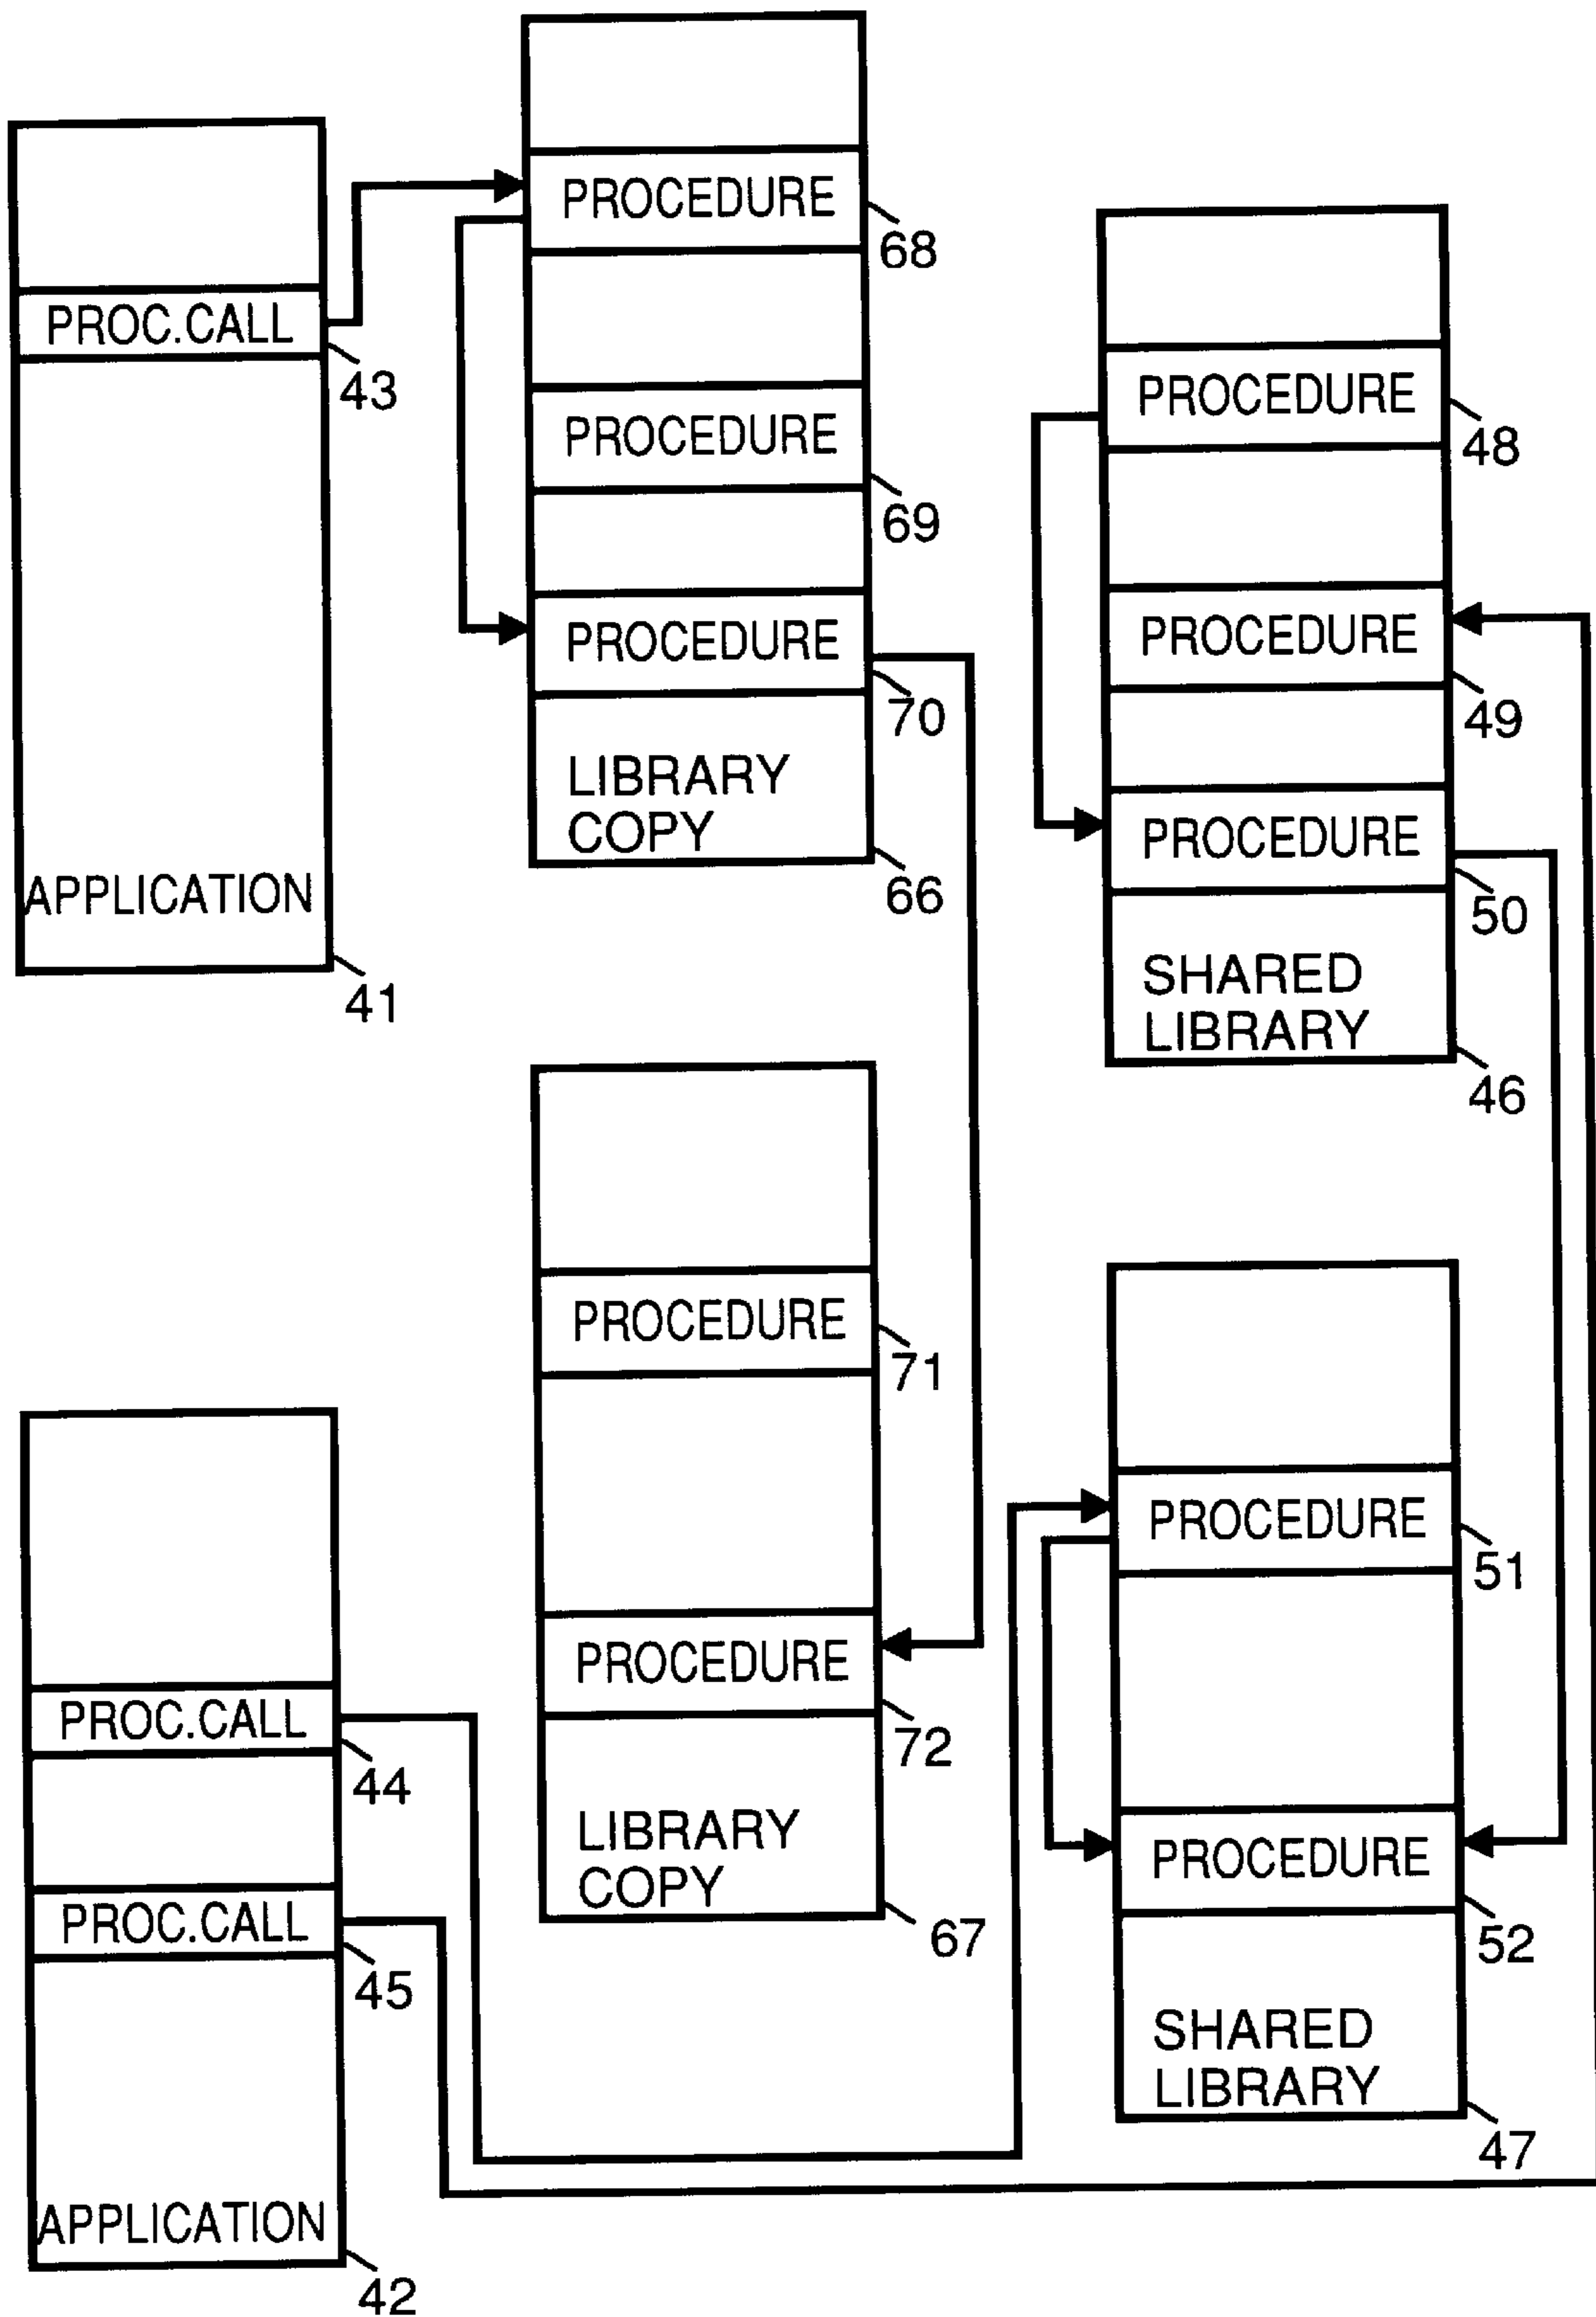 PROCEDURE
68
PROC.CALL
43
PROCEDURE
69
PROCEDURE
70
LIBRARY
COPY
66
APPLICATION
41
PROCEDURE
48
PROCEDURE
49
PROCEDURE
50
SHARED
LIBRARY
46
PROCEDURE
71
PROCEDURE
72
LIBRARY
COPY
67
PROC.CALL
44
PROC.CALL
45
APPLICATION
42
PROCEDURE
51
PROCEDURE
52
SHARED
LIBRARY
47